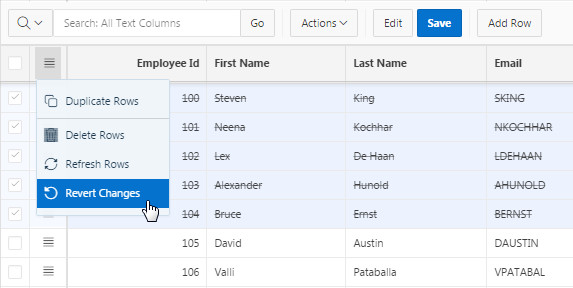 Search: All Text Columns Go Actions Edit Save Add Row
Employee Id First Name Last Name Email
Duplicate Rows 100 Steven King SKING
Delete Rows 101 Neena Kochhar NKOCHHAR
Refresh Rows 102 Lex De Haan LDEHAAN
Revert Changes 103 Alexander Hunold AHUNOLD
104 Bruce Ernst BERNST
105 David Austin DAUSTIN
106 Valli Pataballa VPATABAL